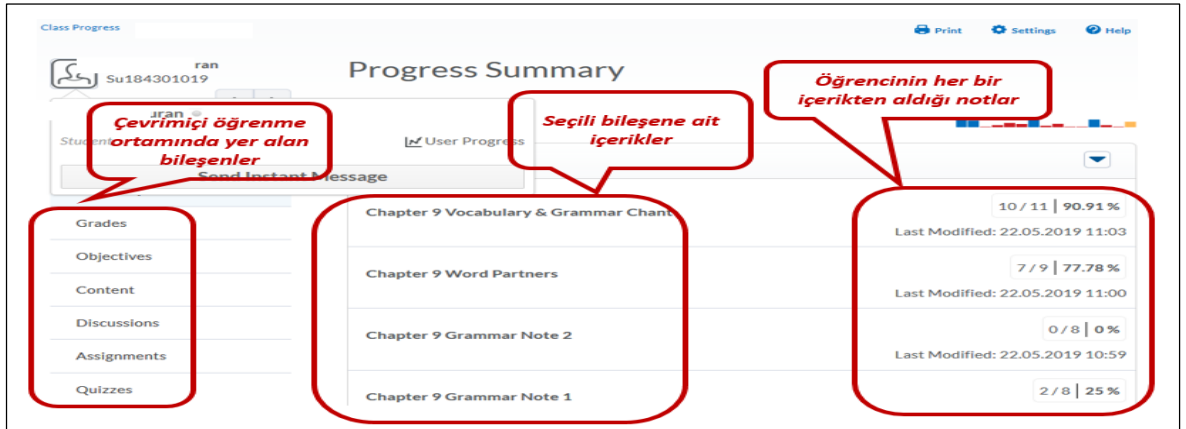 Class Progress
Print Settings Help
ran
Su184301019
Progress Summary
Öğrencinin her bir
içerikten aldığı notlar
uran
Çevrimiçi öğrenme
ortamında yer alan
bileşenler
Seçili bileşene ait
içerikler
User Progress
Send Instant Message
Grades
Objectives
Content
Discussions
Assignments
Quizzes
Chapter 9 Vocabulary & Grammar Chant
10 / 11 | 90.91 %
Last Modified: 22.05.2019 11:03
Chapter 9 Word Partners
7 / 9 | 77.78 %
Last Modified: 22.05.2019 11:00
Chapter 9 Grammar Note 2
0 / 8 | 0 %
Last Modified: 22.05.2019 10:59
Chapter 9 Grammar Note 1
2 / 8 | 25 %